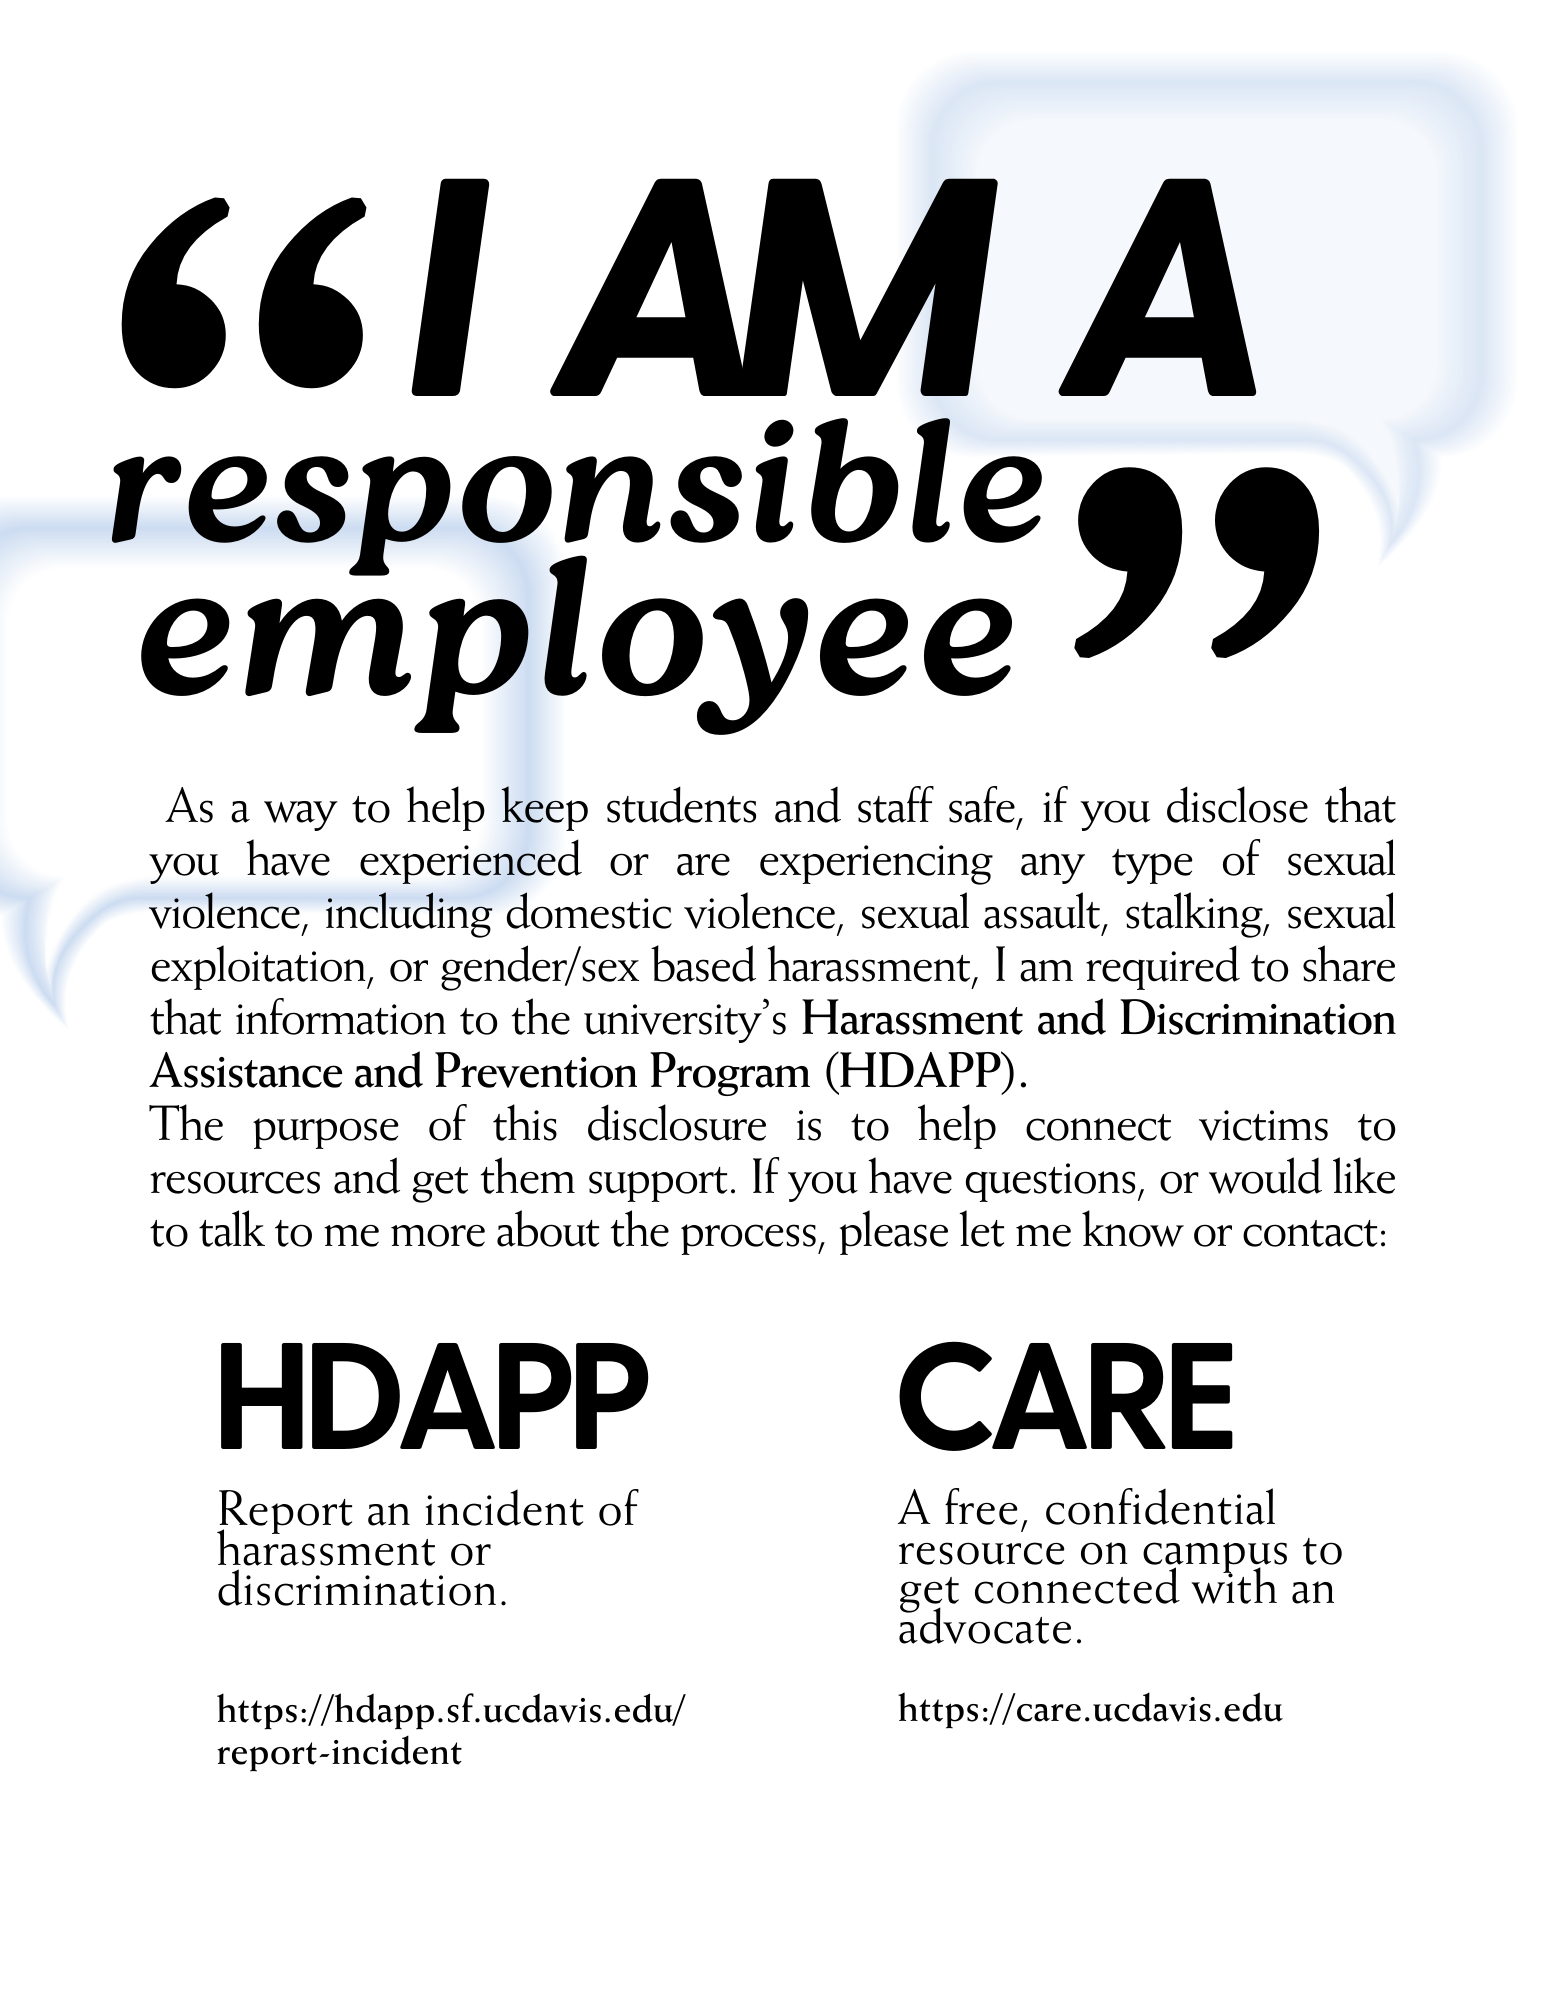 “I AM A
responsible
employee”
As a way to help keep students and staff safe, if you disclose that
you have experienced or are experiencing any type of sexual
violence, including domestic violence, sexual assault, stalking, sexual
exploitation, or gender/sex based harassment, I am required to share
that information to the university’s Harassment and Discrimination
Assistance and Prevention Program (HDAPP).
The purpose of this disclosure is to help connect victims to
resources and get them support. If you have questions, or would like
to talk to me more about the process, please let me know or contact:
HDAPP
Report an incident of
harassment or
discrimination.
https://hdapp.sf.ucdavis.edu/
report-incident
CARE
A free, confidential
resource on campus to
get connected with an
advocate.
https://care.ucdavis.edu